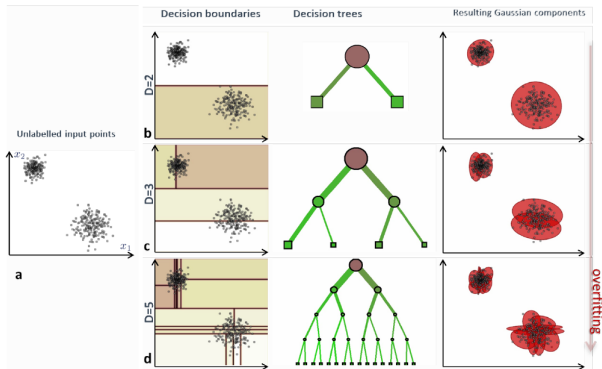 Decision boundaries
Decision trees
Resulting Gaussian components
D=2
b
Unlabelled input points
x₂
x₁
a
D=3
c
D=5
d
overfitting